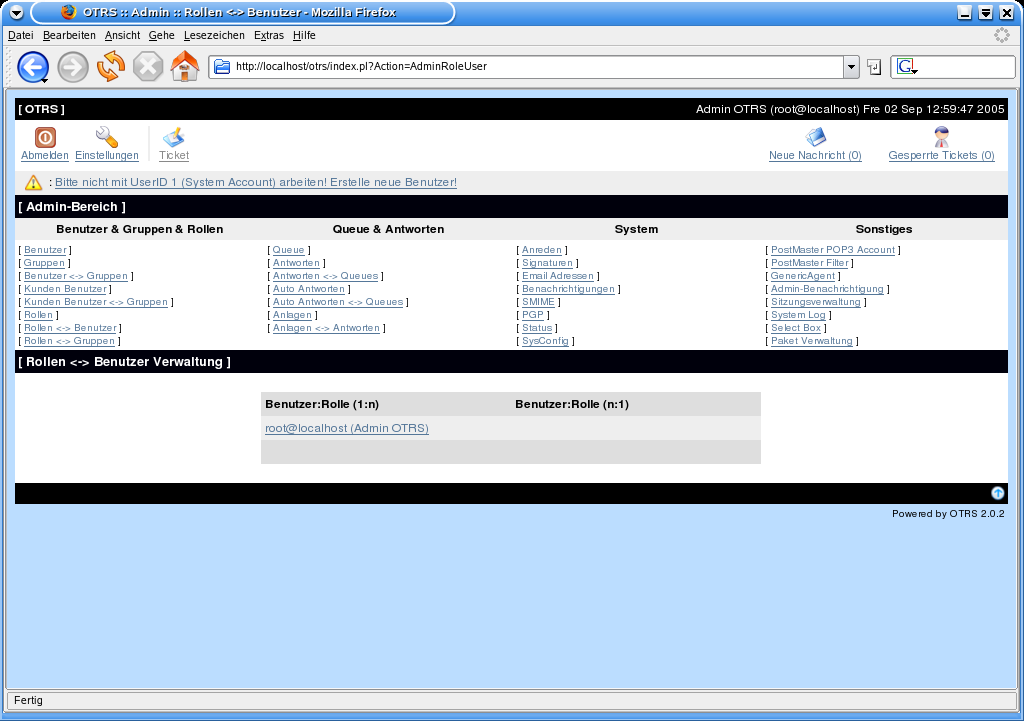 OTRS :: Admin :: Rollen <-> Benutzer - Mozilla Firefox
Datei Bearbeiten Ansicht Gehe Lesezeichen Extras Hilfe
http://localhost/otrs/index.pl?Action=AdminRoleUser
G
[ OTRS ] Admin OTRS (root@localhost) Fre 02 Sep 12:59:47 2005
Abmelden Einstellungen Ticket Neue Nachricht (0) Gesperrte Tickets (0)
: Bitte nicht mit UserID 1 (System Account) arbeiten! Erstelle neue Benutzer!
[ Admin-Bereich ]
Benutzer & Gruppen & Rollen Queue & Antworten System Sonstiges
[ Benutzer ] [ Queue ] [ Anreden ] [ PostMaster POP3 Account ]
[ Gruppen ] [ Antworten ] [ Signaturen ] [ PostMaster Filter ]
[ Benutzer <-> Gruppen ] [ Antworten <-> Queues ] [ Email Adressen ] [ GenericAgent ]
[ Kunden Benutzer ] [ Auto Antworten ] [ Benachrichtigungen ] [ Admin-Benachrichtigung ]
[ Kunden Benutzer <-> Gruppen ] [ Auto Antworten <-> Queues ] [ SMIME ] [ Sitzungsverwaltung ]
[ Rollen ] [ Anlagen ] [ PGP ] [ System Log ]
[ Rollen <-> Benutzer ] [ Anlagen <-> Antworten ] [ Status ] [ Select Box ]
[ Rollen <-> Gruppen ] [ SysConfig ] [ Paket Verwaltung ]
[ Rollen <-> Benutzer Verwaltung ]
Benutzer:Rolle (1:n) Benutzer:Rolle (n:1)
root@localhost (Admin OTRS)
Powered by OTRS 2.0.2
Fertig